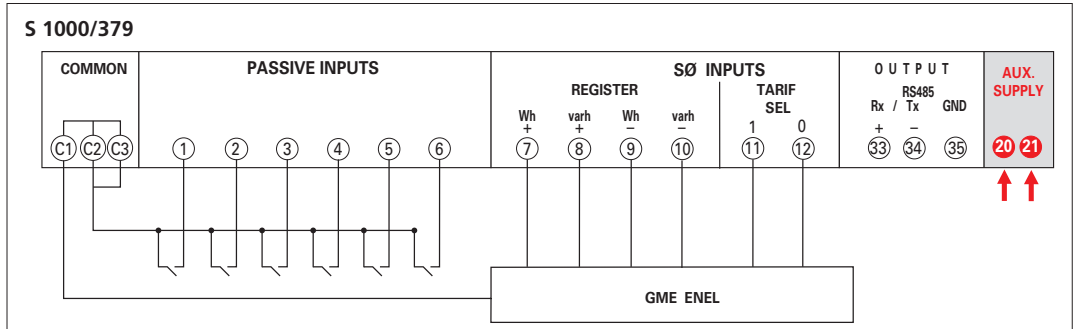 S 1000/379
COMMON
PASSIVE INPUTS
SØ INPUTS
OUTPUT
AUX.
SUPPLY
REGISTER
TARIF
SEL
RS485
Rx / Tx GND
Wh varh Wh varh
+ + − −
1 0
+ −
C1 C2 C3 1 2 3 4 5 6 7 8 9 10 11 12 33 34 35 20 21
GME ENEL